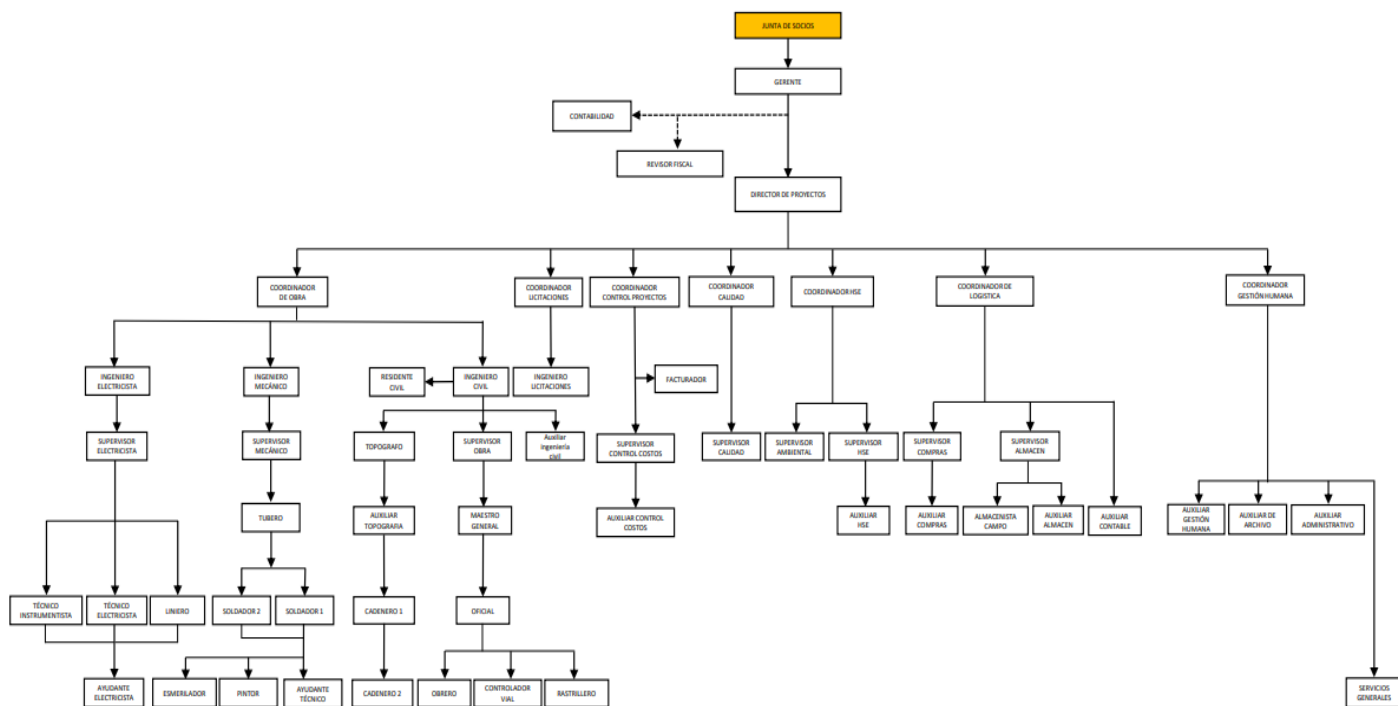 JUNTA DE SOCIOS
GERENTE
CONTABILIDAD
REVISOR FISCAL
DIRECTOR DE PROYECTOS
COORDINADOR
DE OBRA
COORDINADOR
LICITACIONES
COORDINADOR
CONTROL PROYECTOS
COORDINADOR
CALIDAD
COORDINADOR HSE
COORDINADOR DE
LOGISTICA
COORDINADOR
GESTIÓN HUMANA
INGENIERO
ELECTRICISTA
INGENIERO
MECÁNICO
RESIDENTE
CIVIL
INGENIERO
CIVIL
INGENIERO
LICITACIONES
FACTURADOR
SUPERVISOR
ELECTRICISTA
SUPERVISOR
MECÁNICO
TOPOGRAFO
SUPERVISOR
OBRA
Auxiliar
ingeniería
civil
SUPERVISOR
CONTROL COSTOS
SUPERVISOR
CALIDAD
SUPERVISOR
AMBIENTAL
SUPERVISOR
HSE
SUPERVISOR
COMPRAS
SUPERVISOR
ALMACEN
TUBERO
AUXILIAR
TOPOGRAFIA
MAESTRO
GENERAL
AUXILIAR CONTROL
COSTOS
AUXILIAR
HSE
AUXILIAR
COMPRAS
ALMACENISTA
CAMPO
AUXILIAR
ALMACEN
AUXILIAR
CONTABLE
AUXILIAR
GESTIÓN
HUMANA
AUXILIAR DE
ARCHIVO
AUXILIAR
ADMINISTRATIVO
TÉCNICO
INSTRUMENTISTA
TÉCNICO
ELECTRICISTA
LINIERO
SOLDADOR 2
SOLDADOR 1
CADENERO 1
OFICIAL
AYUDANTE
ELECTRICISTA
ESMERILADOR
PINTOR
AYUDANTE
TÉCNICO
CADENERO 2
OBRERO
CONTROLADOR
VIAL
RASTRILLERO
SERVICIOS
GENERALES